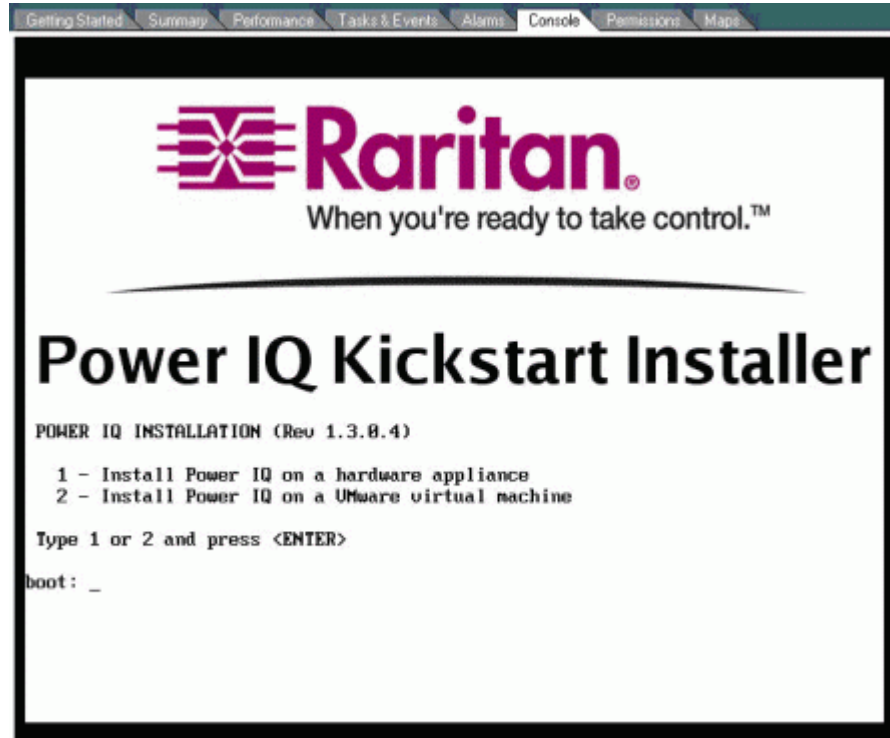 Getting Started Summary Performance Tasks & Events Alarms Console Permissions Maps
Raritan.®
When you're ready to take control.™
Power IQ Kickstart Installer
POWER IQ INSTALLATION (Rev 1.3.0.4)
1 - Install Power IQ on a hardware appliance
2 - Install Power IQ on a VMware virtual machine
Type 1 or 2 and press <ENTER>
boot: _